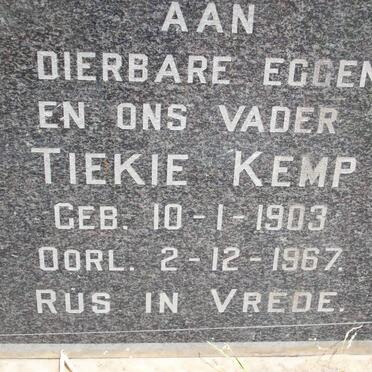 AAN
DIERBARE EGGEN
EN ONS VADER
TIEKIE KEMP
GEB. 10-1-1903
OORL. 2-12-1967.
RUS IN VREDE.